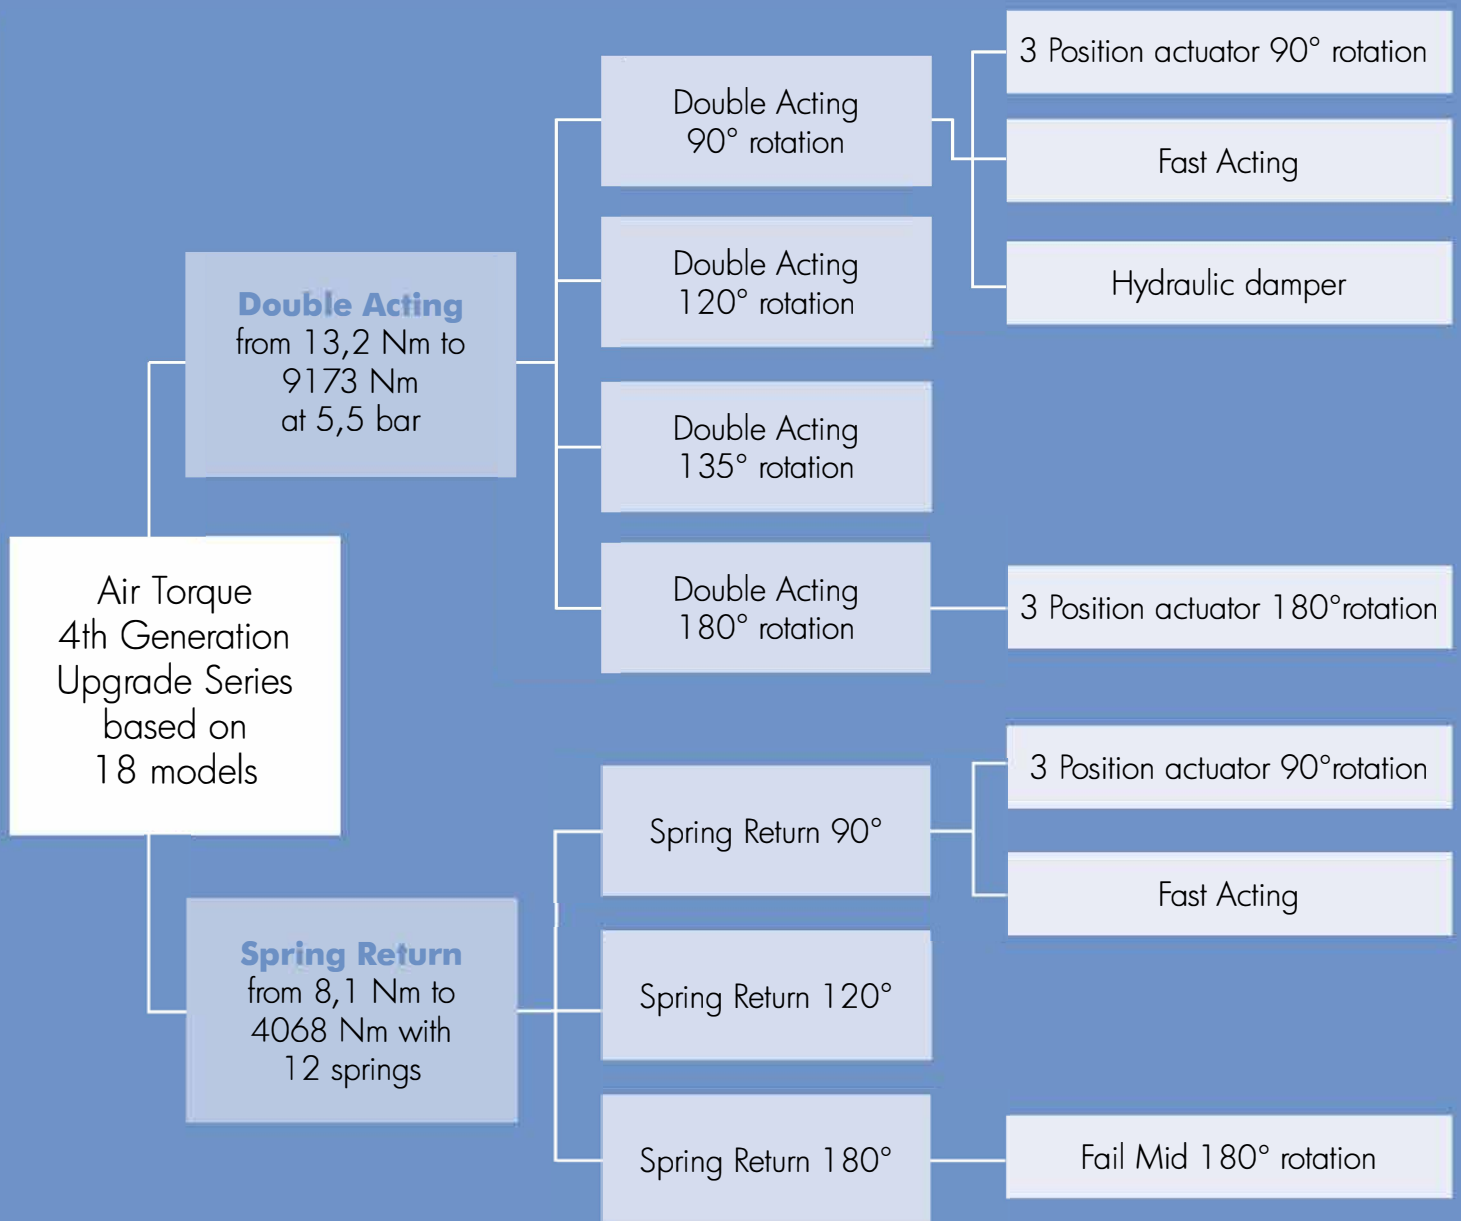 Air Torque
4th Generation
Upgrade Series
based on
18 models
Double Acting
from 13,2 Nm to
9173 Nm
at 5,5 bar
Double Acting
90° rotation
3 Position actuator 90° rotation
Fast Acting
Hydraulic damper
Double Acting
120° rotation
Double Acting
135° rotation
Double Acting
180° rotation
3 Position actuator 180°rotation
Spring Return
from 8,1 Nm to
4068 Nm with
12 springs
Spring Return 90°
3 Position actuator 90°rotation
Fast Acting
Spring Return 120°
Spring Return 180°
Fail Mid 180° rotation